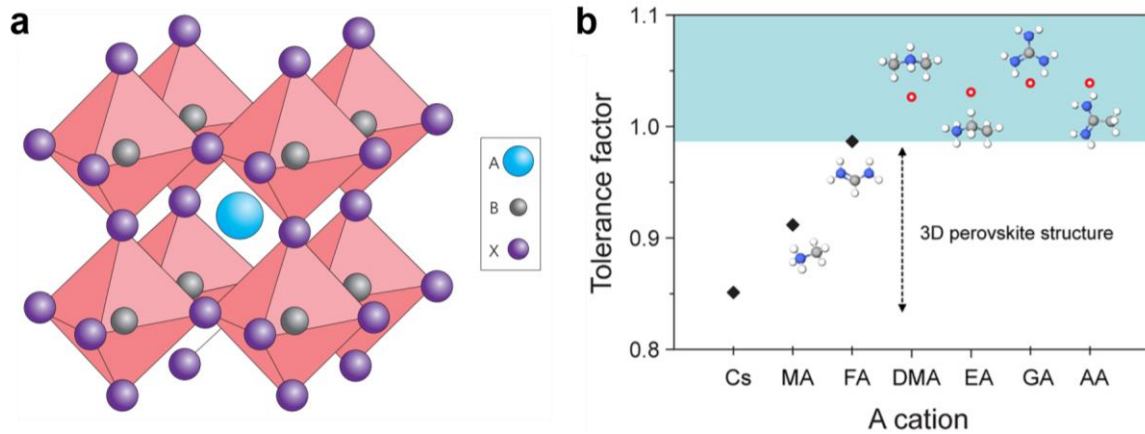 a
A
B
X
b
Tolerance factor
1.1
1.0
0.9
0.8
3D perovskite structure
Cs MA FA DMA EA GA AA
A cation